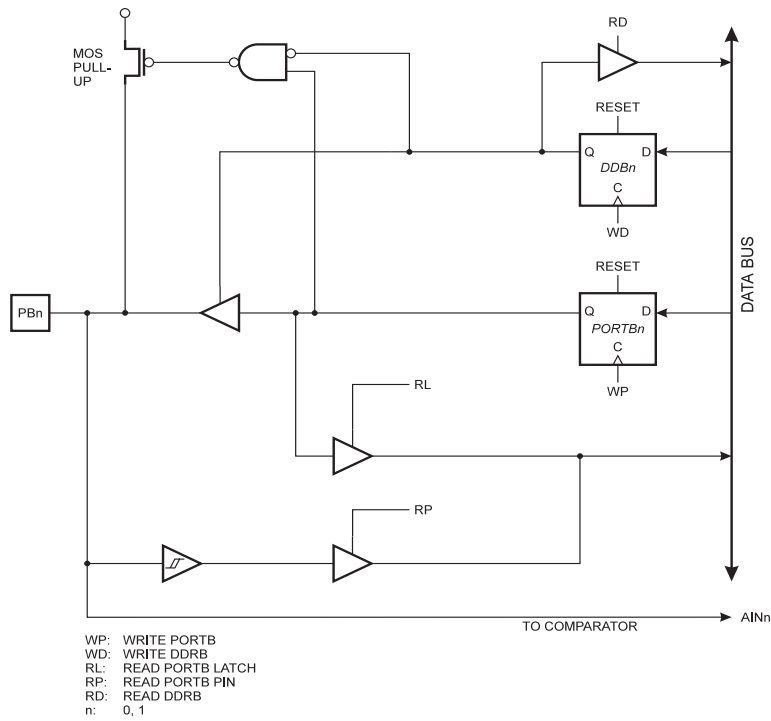 RD
MOS
PULL-
UP
RESET
Q D
DDBn
C
WD
RESET
PBn
Q D
PORTBn
C
WP
DATA BUS
RL
RP
AINn
TO COMPARATOR
WP: WRITE PORTB
WD: WRITE DDRB
RL: READ PORTB LATCH
RP: READ PORTB PIN
RD: READ DDRB
n: 0, 1